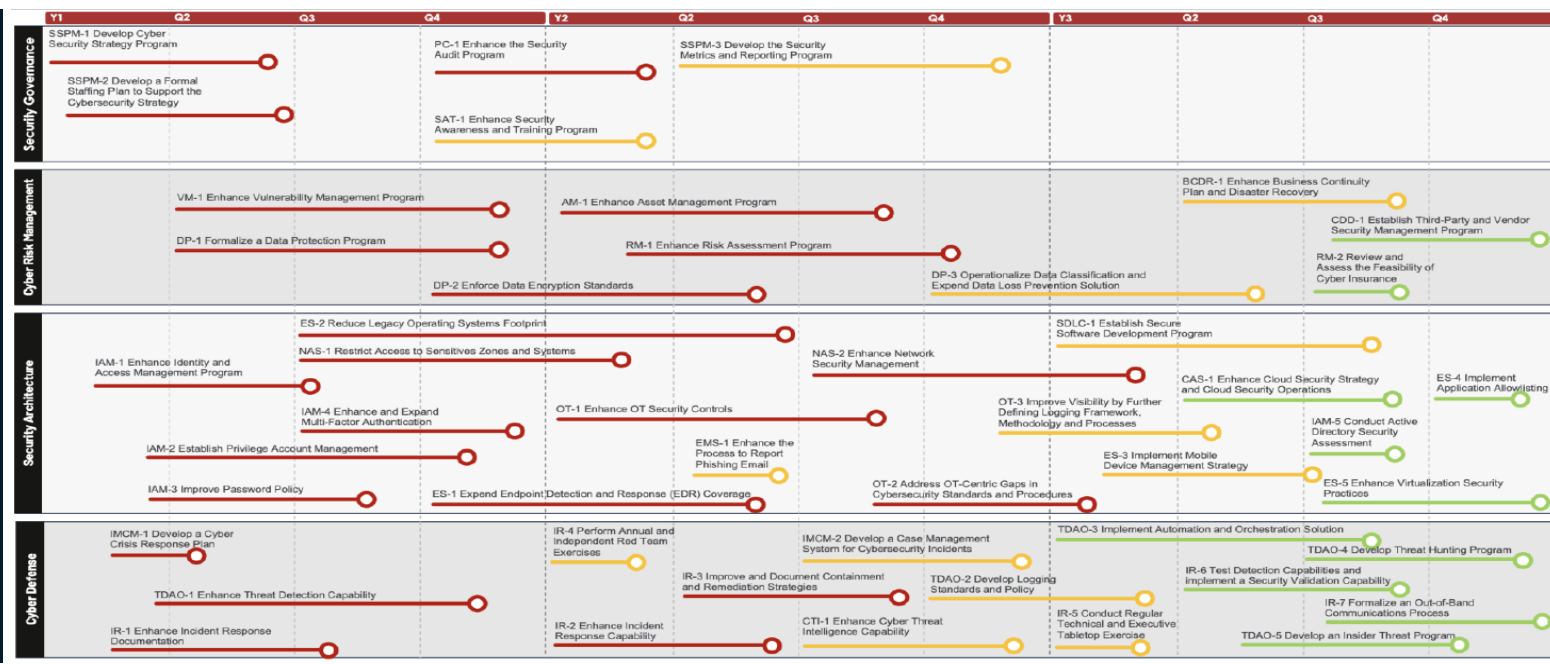 Y1 Q2 Q3 Q4 Y2 Q2 Q3 Q4 Y3 Q2 Q3 Q4
Security Governance
SSPM-1 Develop Cyber
Security Strategy Program
SSPM-2 Develop a Formal
Staffing Plan to Support the
Cybersecurity Strategy
PC-1 Enhance the Security
Audit Program
SAT-1 Enhance Security
Awareness and Training Program
SSPM-3 Develop the Security
Metrics and Reporting Program
Cyber Risk Management
VM-1 Enhance Vulnerability Management Program
DP-1 Formalize a Data Protection Program
DP-2 Enforce Data Encryption Standards
AM-1 Enhance Asset Management Program
RM-1 Enhance Risk Assessment Program
DP-3 Operationalize Data Classification and
Expend Data Loss Prevention Solution
BCDR-1 Enhance Business Continuity
Plan and Disaster Recovery
CDD-1 Establish Third-Party and Vendor
Security Management Program
RM-2 Review and
Assess the Feasibility of
Cyber Insurance
Security Architecture
ES-2 Reduce Legacy Operating Systems Footprint
NAS-1 Restrict Access to Sensitives Zones and Systems
IAM-1 Enhance Identity and
Access Management Program
IAM-4 Enhance and Expand
Multi-Factor Authentication
IAM-2 Establish Privilege Account Management
IAM-3 Improve Password Policy
ES-1 Expend Endpoint Detection and Response (EDR) Coverage
OT-1 Enhance OT Security Controls
EMS-1 Enhance the
Process to Report
Phishing Email
NAS-2 Enhance Network
Security Management
OT-2 Address OT-Centric Gaps in
Cybersecurity Standards and Procedures
OT-3 Improve Visibility by Further
Defining Logging Framework,
Methodology and Processes
SDLC-1 Establish Secure
Software Development Program
CAS-1 Enhance Cloud Security Strategy
and Cloud Security Operations
ES-3 Implement Mobile
Device Management Strategy
IAM-5 Conduct Active
Directory Security
Assessment
ES-4 Implement
Application Allowlisting
ES-5 Enhance Virtualization Security
Practices
Cyber Defense
IMCM-1 Develop a Cyber
Crisis Response Plan
TDAO-1 Enhance Threat Detection Capability
IR-1 Enhance Incident Response
Documentation
IR-4 Perform Annual and
Independent Red Team
Exercises
IR-3 Improve and Document Containment
and Remediation Strategies
IR-2 Enhance Incident
Response Capability
IMCM-2 Develop a Case Management
System for Cybersecurity Incidents
TDAO-2 Develop Logging
Standards and Policy
CTI-1 Enhance Cyber Threat
Intelligence Capability
TDAO-3 Implement Automation and Orchestration Solution
TDAO-4 Develop Threat Hunting Program
IR-6 Test Detection Capabilities and
implement a Security Validation Capability
IR-5 Conduct Regular
Technical and Executive
Tabletop Exercise
IR-7 Formalize an Out-of-Band
Communications Process
TDAO-5 Develop an Insider Threat Program